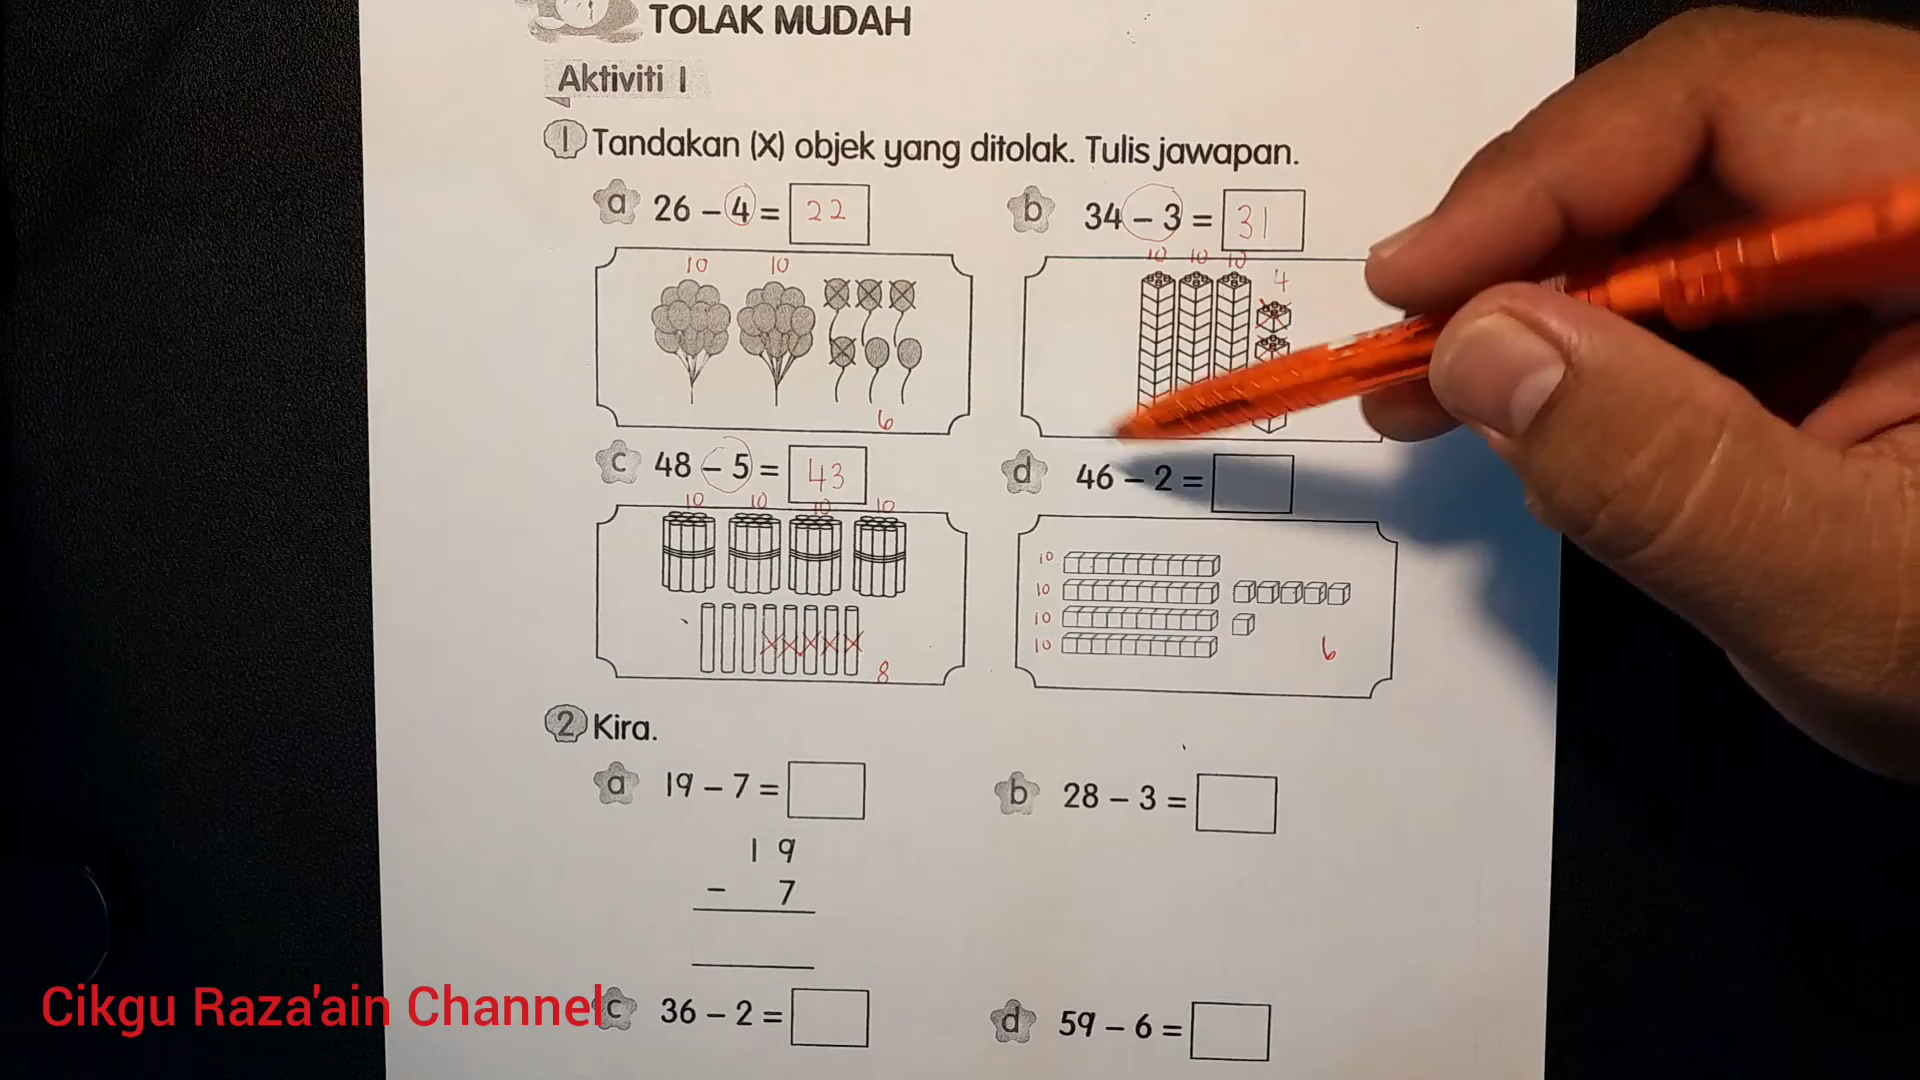 TOLAK MUDAH
Aktiviti 1
1 Tandakan (X) objek yang ditolak. Tulis jawapan.
a 26 – 4 = 22
b 34 – 3 = 31
10 10
10 10 10
4
6
c 48 – 5 = 43
d 46 – 2 =
10 10 10 10
10
10
10
10
6
8
2 Kira.
a 19 – 7 =
b 28 – 3 =
1 9
– 7
c 36 – 2 =
d 59 – 6 =
Cikgu Raza'ain Channel